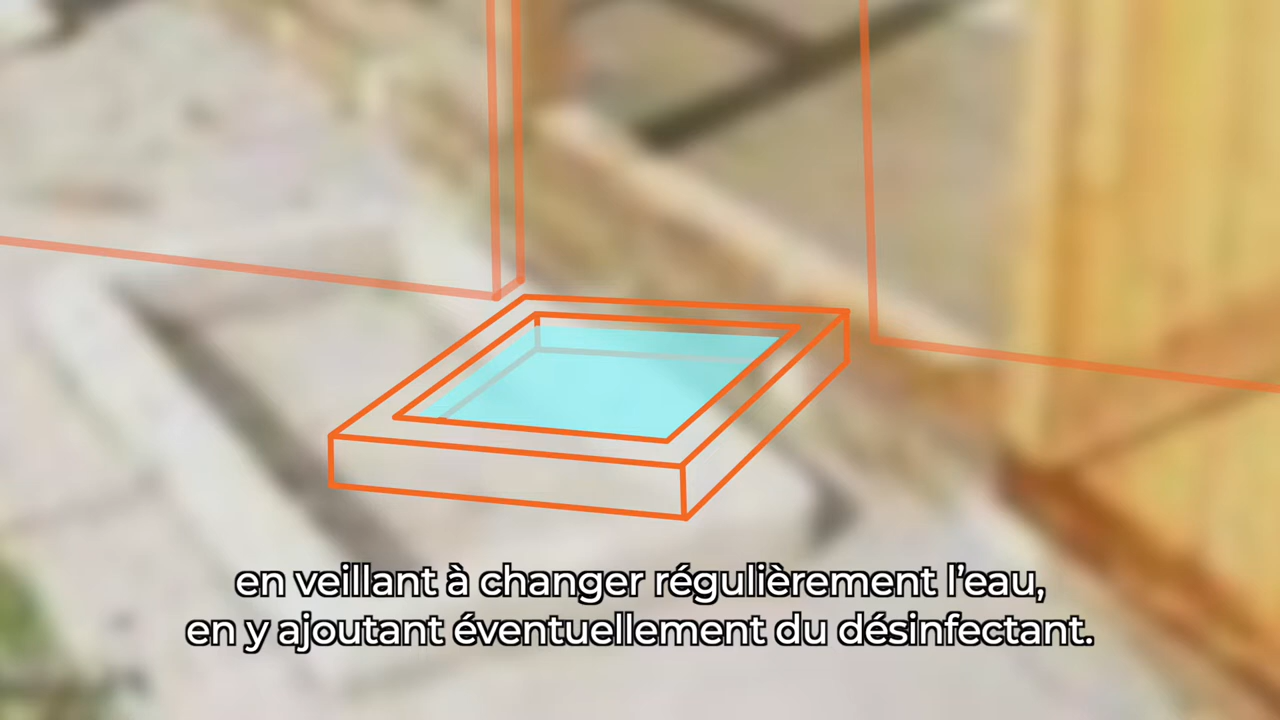 en veillant à changer régulièrement l’eau,
en y ajoutant éventuellement du désinfectant.